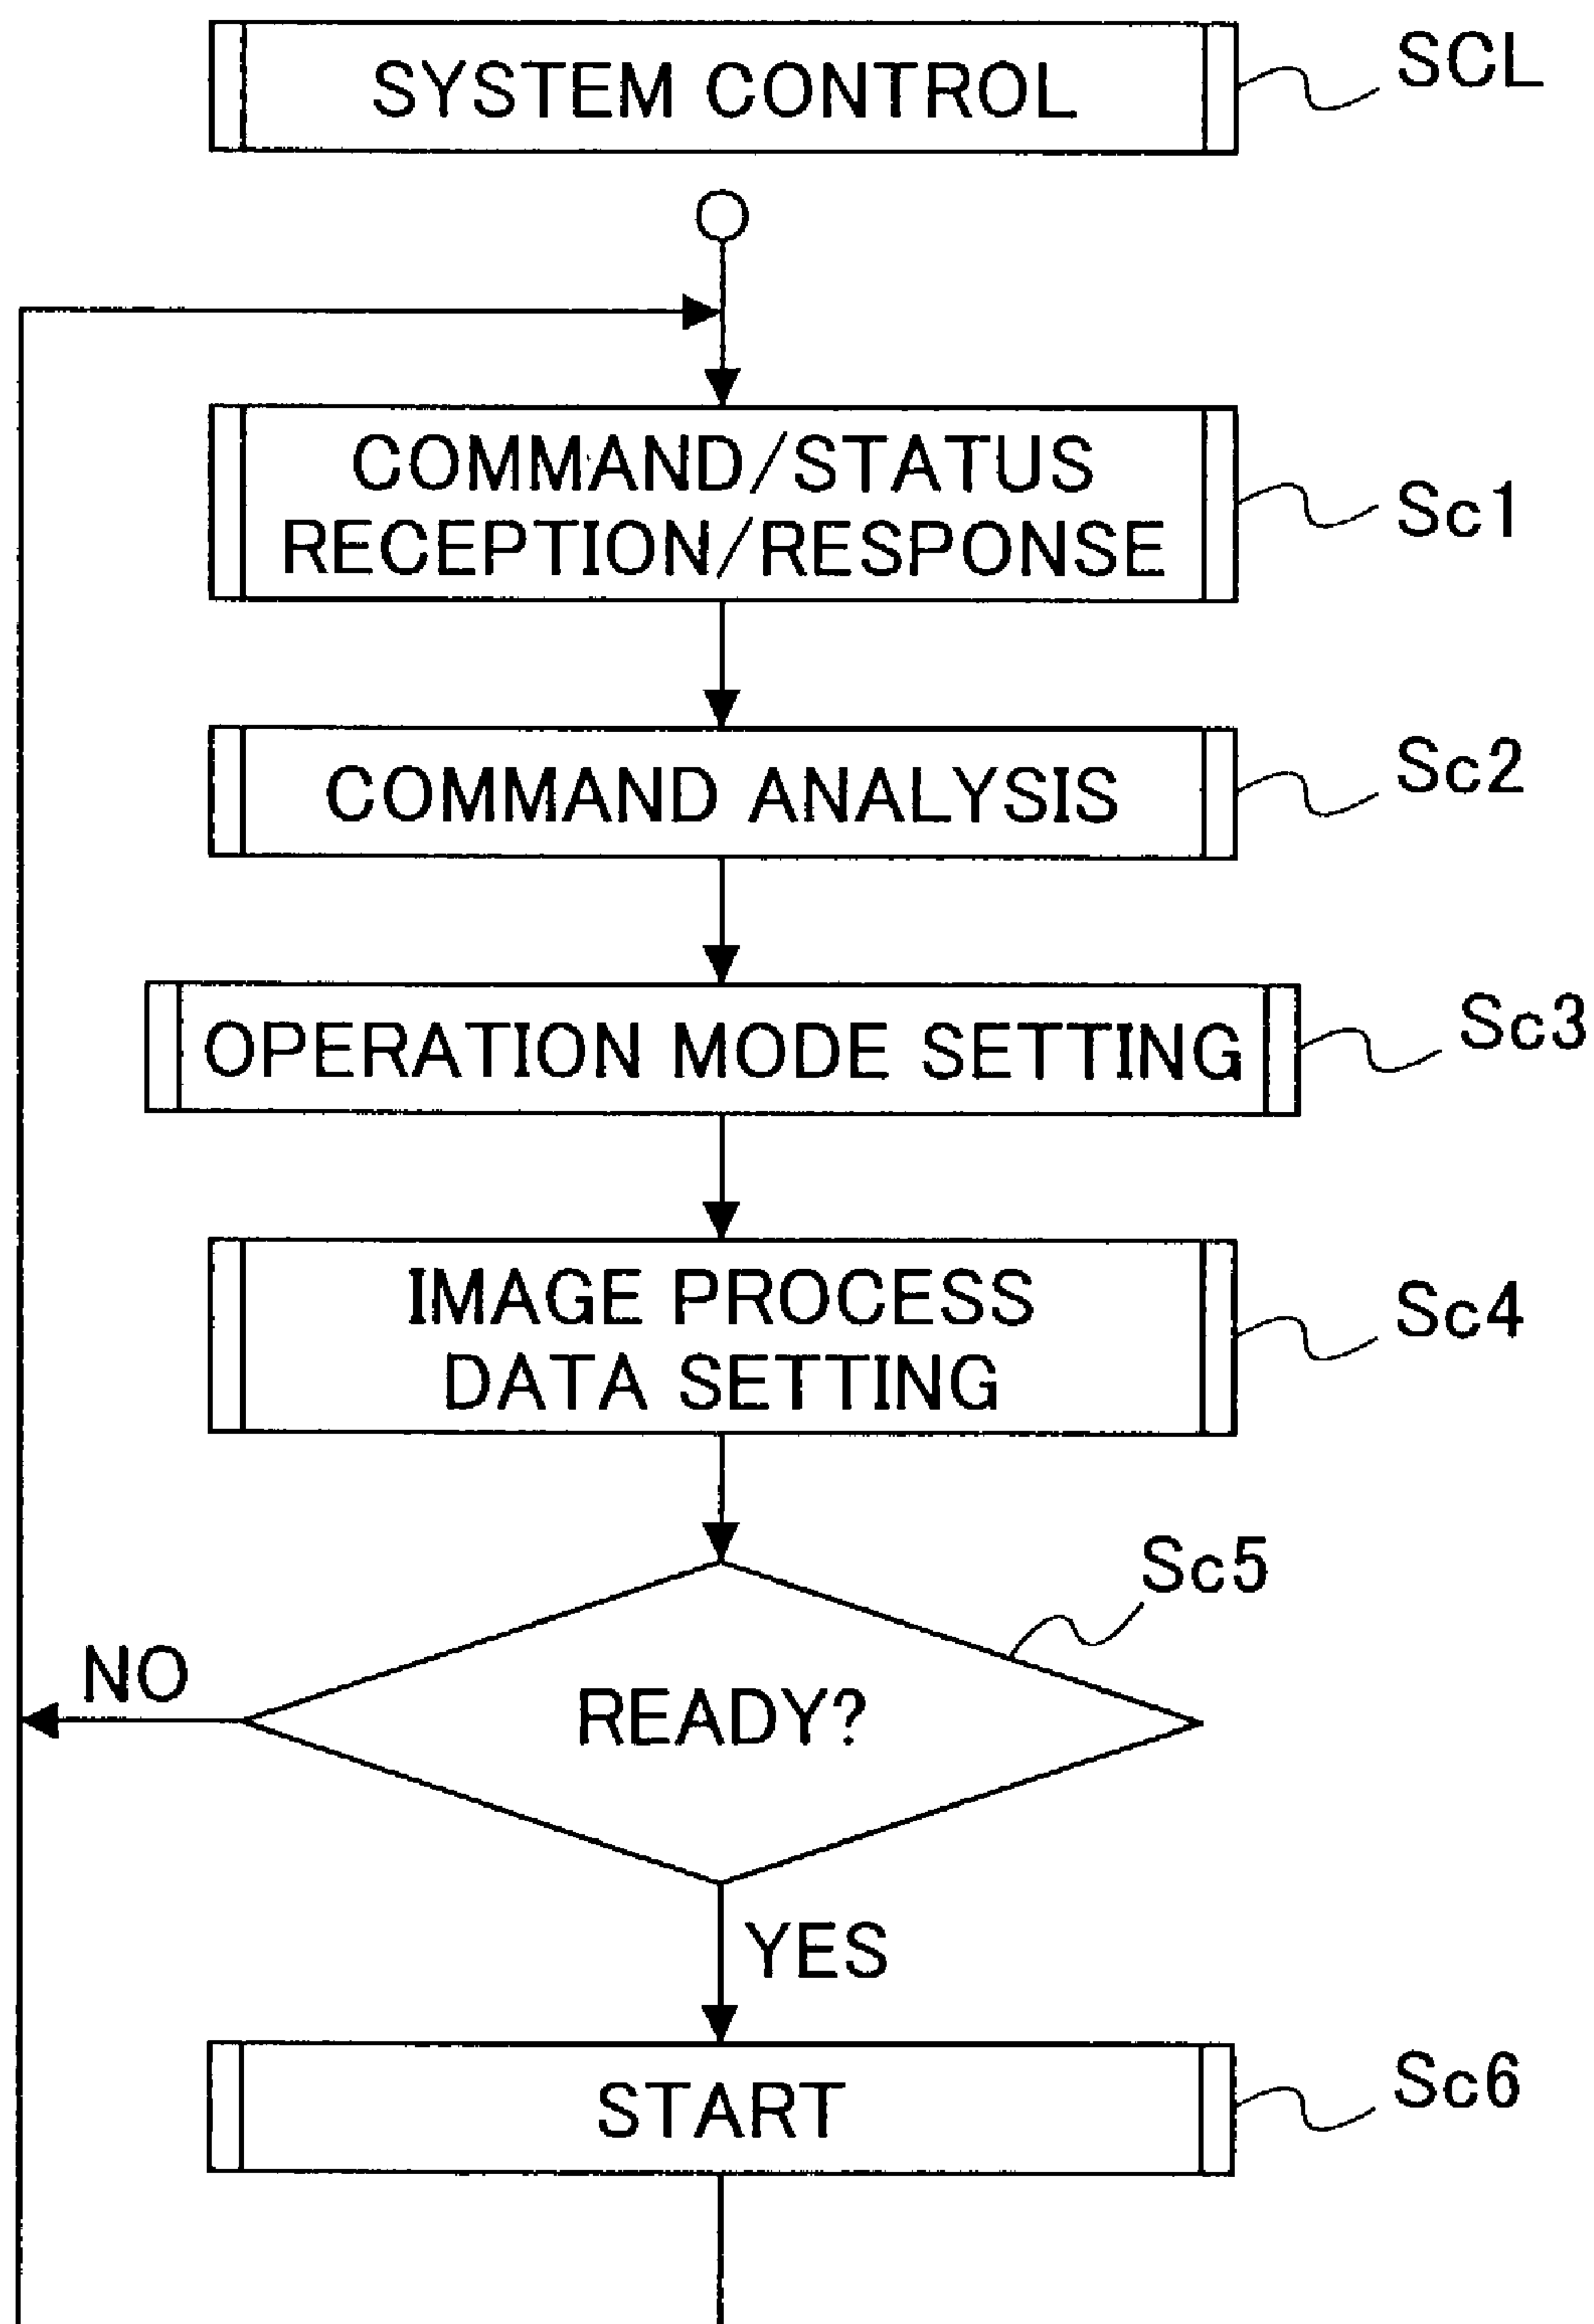 SYSTEM CONTROL
SCL
COMMAND/STATUS
RECEPTION/RESPONSE
Sc1
COMMAND ANALYSIS
Sc2
OPERATION MODE SETTING
Sc3
IMAGE PROCESS
DATA SETTING
Sc4
Sc5
NO
READY?
YES
START
Sc6